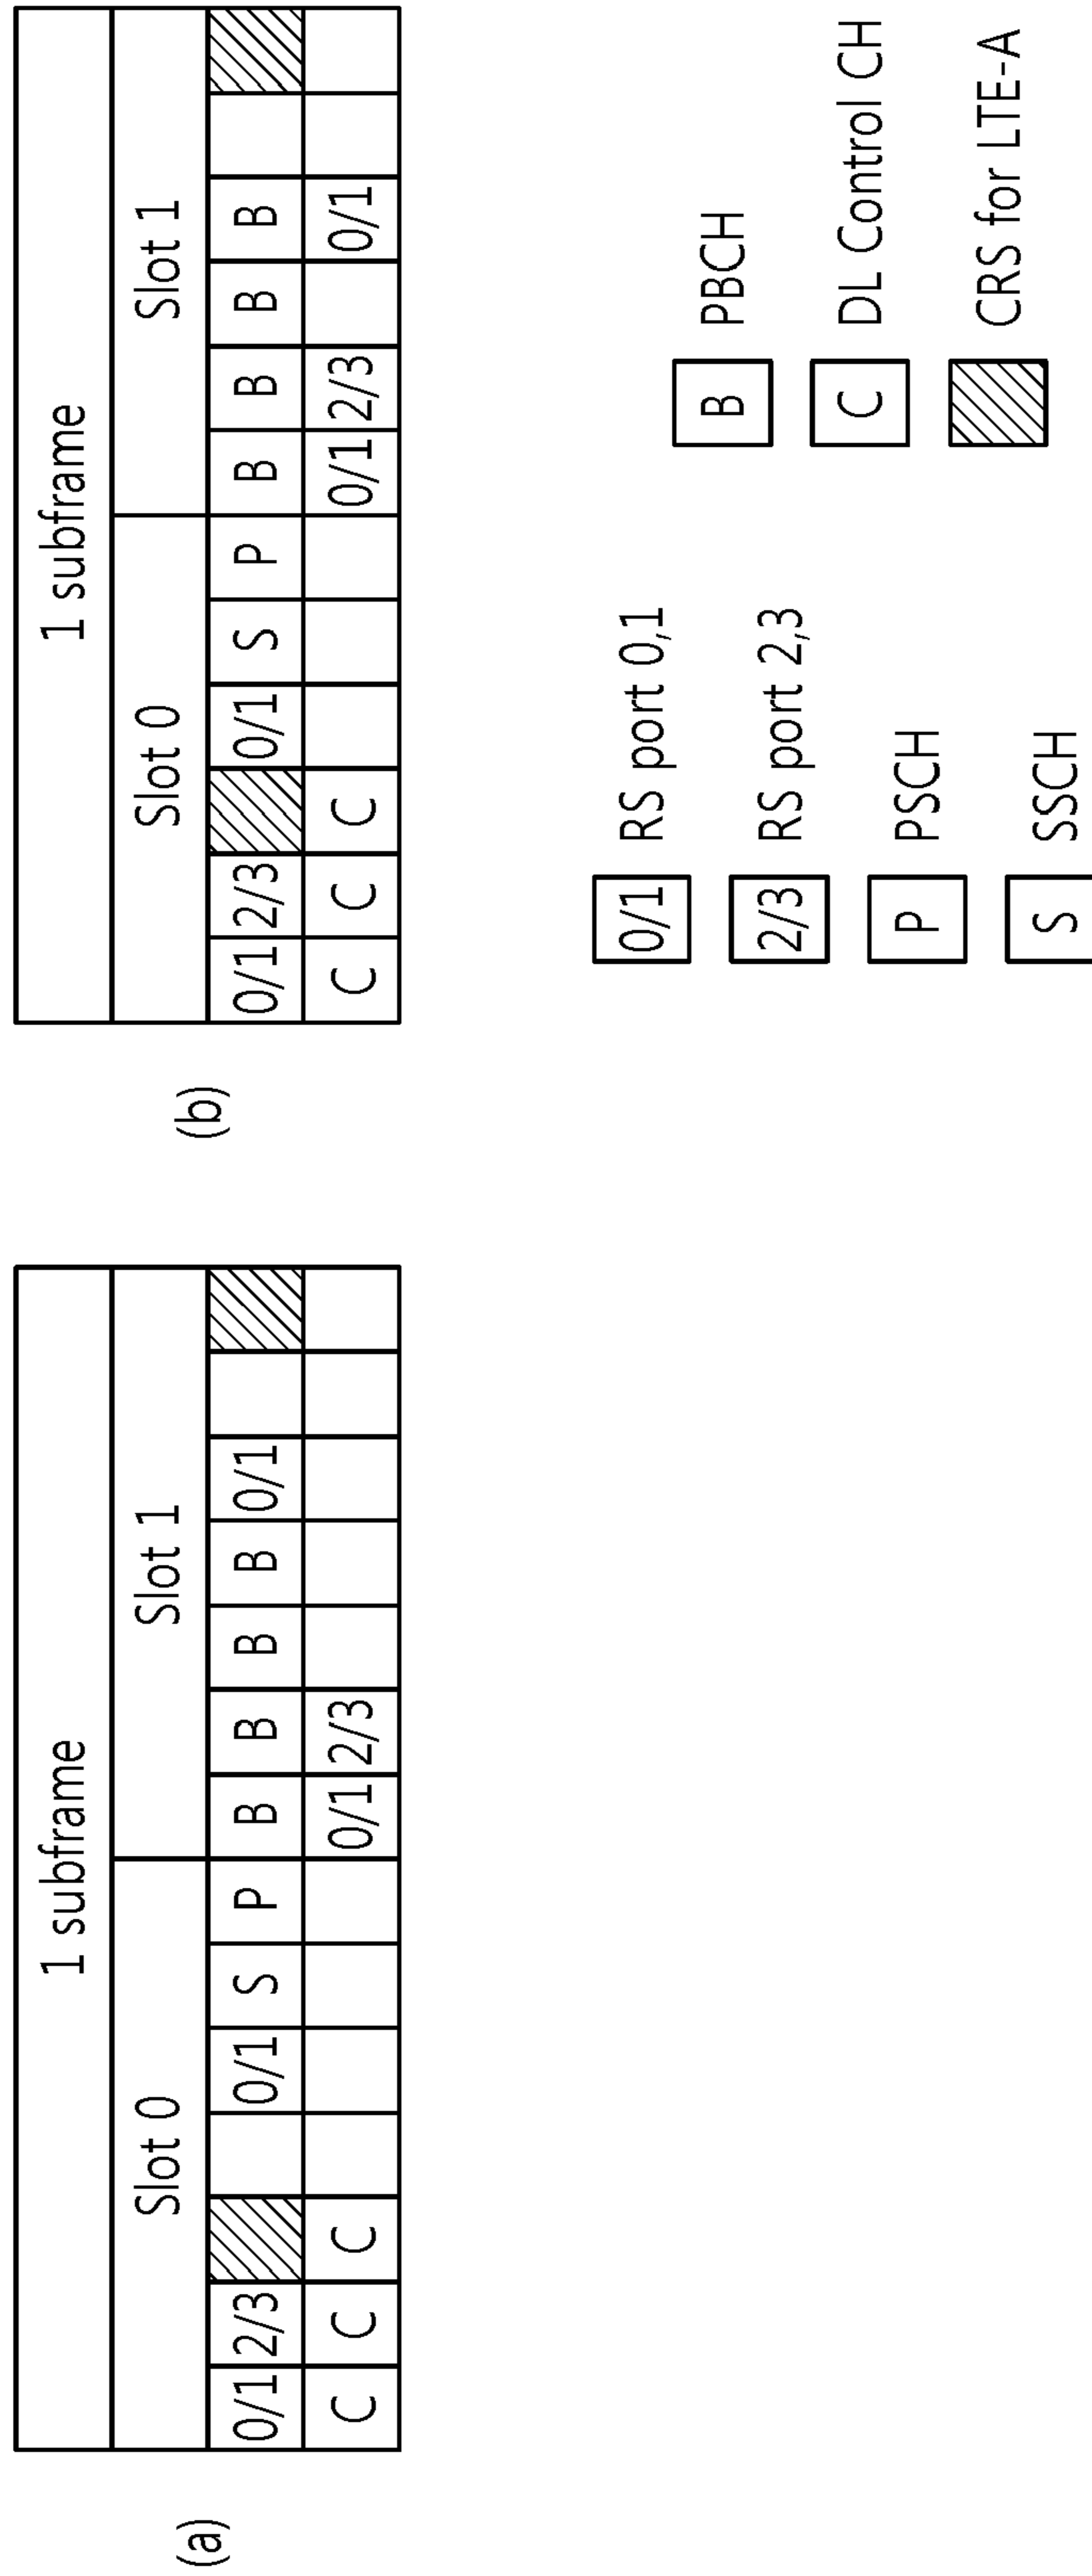 (a)
1 subframe
Slot 0 Slot 1
0/1 2/3 0/1 S P B B B B 0/1
C C C 0/1 2/3
(b)
1 subframe
Slot 0 Slot 1
0/1 2/3 0/1 S P B B B B
C C C 0/1 2/3 0/1
0/1 RS port 0,1
2/3 RS port 2,3
P PSCH
S SSCH
B PBCH
C DL Control CH
CRS for LTE-A